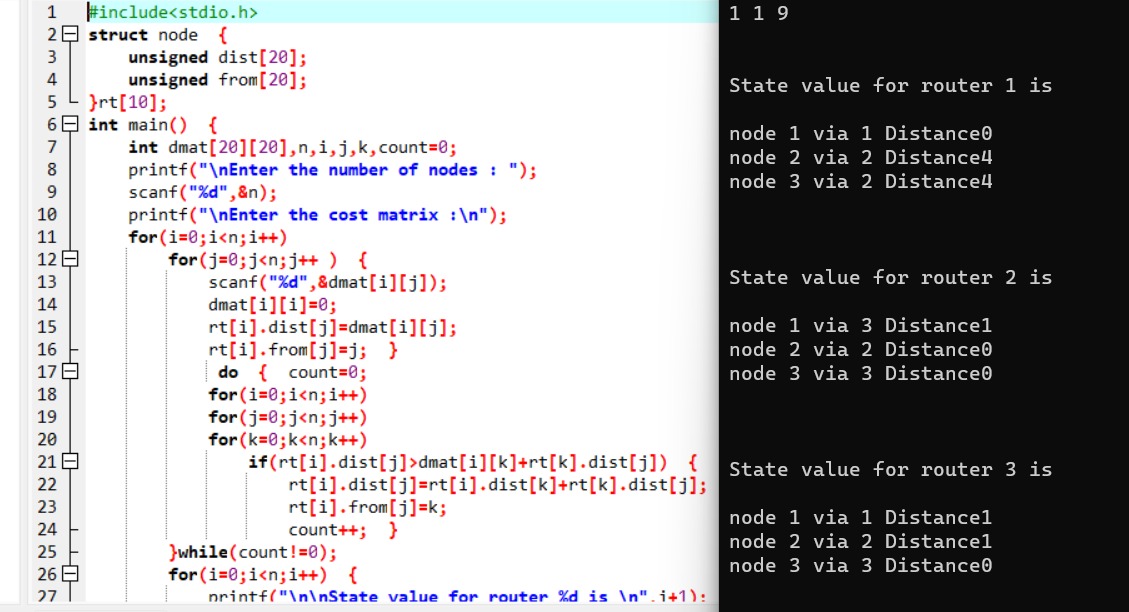 1 #include<stdio.h>
2 struct node  {
3     unsigned dist[20];
4     unsigned from[20];
5 }rt[10];
6 int main()  {
7     int dmat[20][20],n,i,j,k,count=0;
8     printf("\nEnter the number of nodes : ");
9     scanf("%d",&n);
10     printf("\nEnter the cost matrix :\n");
11     for(i=0;i<n;i++)
12         for(j=0;j<n;j++ )  {
13             scanf("%d",&dmat[i][j]);
14             dmat[i][i]=0;
15             rt[i].dist[j]=dmat[i][j];
16             rt[i].from[j]=j;  }
17              do  {  count=0;
18             for(i=0;i<n;i++)
19             for(j=0;j<n;j++)
20             for(k=0;k<n;k++)
21                 if(rt[i].dist[j]>dmat[i][k]+rt[k].dist[j])  {
22                     rt[i].dist[j]=rt[i].dist[k]+rt[k].dist[j];
23                     rt[i].from[j]=k;
24                     count++;  }
25         }while(count!=0);
26         for(i=0;i<n;i++)  {
27             printf("\n\nState value for router %d is \n",i+1);
1 1 9
State value for router 1 is
node 1 via 1 Distance0
node 2 via 2 Distance4
node 3 via 2 Distance4
State value for router 2 is
node 1 via 3 Distance1
node 2 via 2 Distance0
node 3 via 3 Distance0
State value for router 3 is
node 1 via 1 Distance1
node 2 via 2 Distance1
node 3 via 3 Distance0